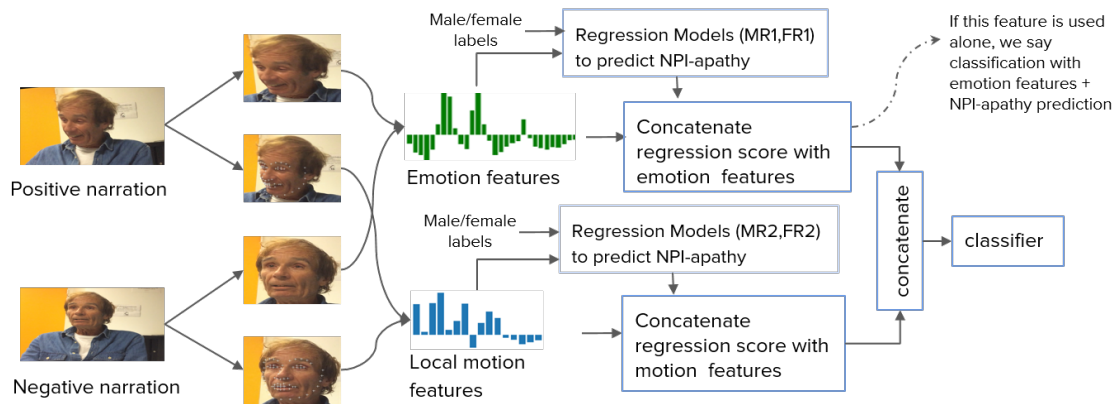 Positive narration
Negative narration
Male/female
labels
Regression Models (MR1,FR1)
to predict NPI-apathy
Emotion features
Concatenate
regression score with
emotion features
If this feature is used
alone, we say
classification with
emotion features +
NPI-apathy prediction
Male/female
labels
Regression Models (MR2,FR2)
to predict NPI-apathy
Local motion
features
Concatenate
regression score with
motion features
concatenate
classifier